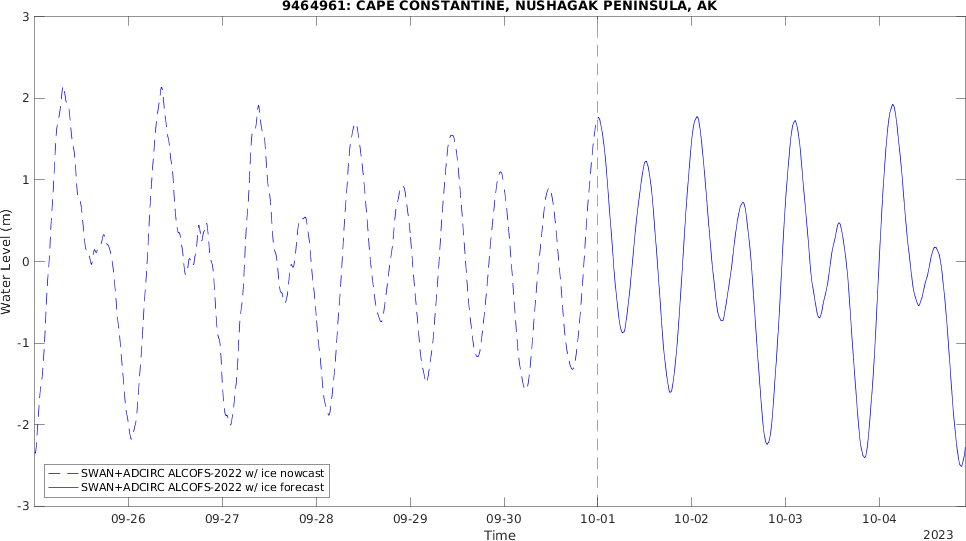 9464961: CAPE CONSTANTINE, NUSHAGAK PENINSULA, AK
3
2
1
0
-1
-2
-3
Water Level (m)
SWAN+ADCIRC ALCOFS-2022 w/ ice nowcast
SWAN+ADCIRC ALCOFS-2022 w/ ice forecast
09-26 09-27 09-28 09-29 09-30 10-01 10-02 10-03 10-04
Time
2023